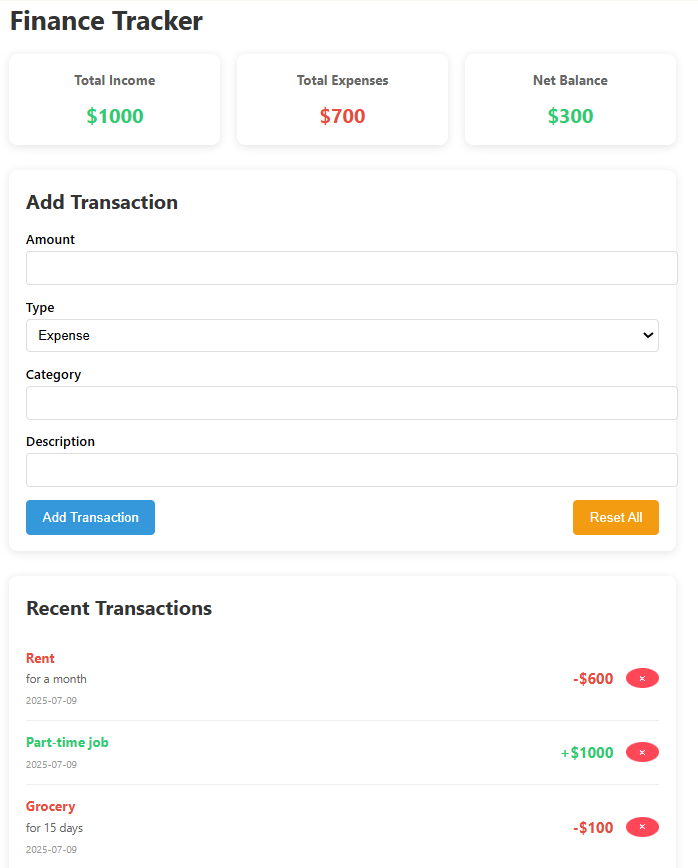 Finance Tracker
Total Income
Total Expenses
Net Balance
$1000
$700
$300
Add Transaction
Amount
Type
Expense
Category
Description
Add Transaction
Reset All
Recent Transactions
Rent
for a month
2025-07-09
-$600
×
Part-time job
2025-07-09
+$1000
×
Grocery
for 15 days
2025-07-09
-$100
×